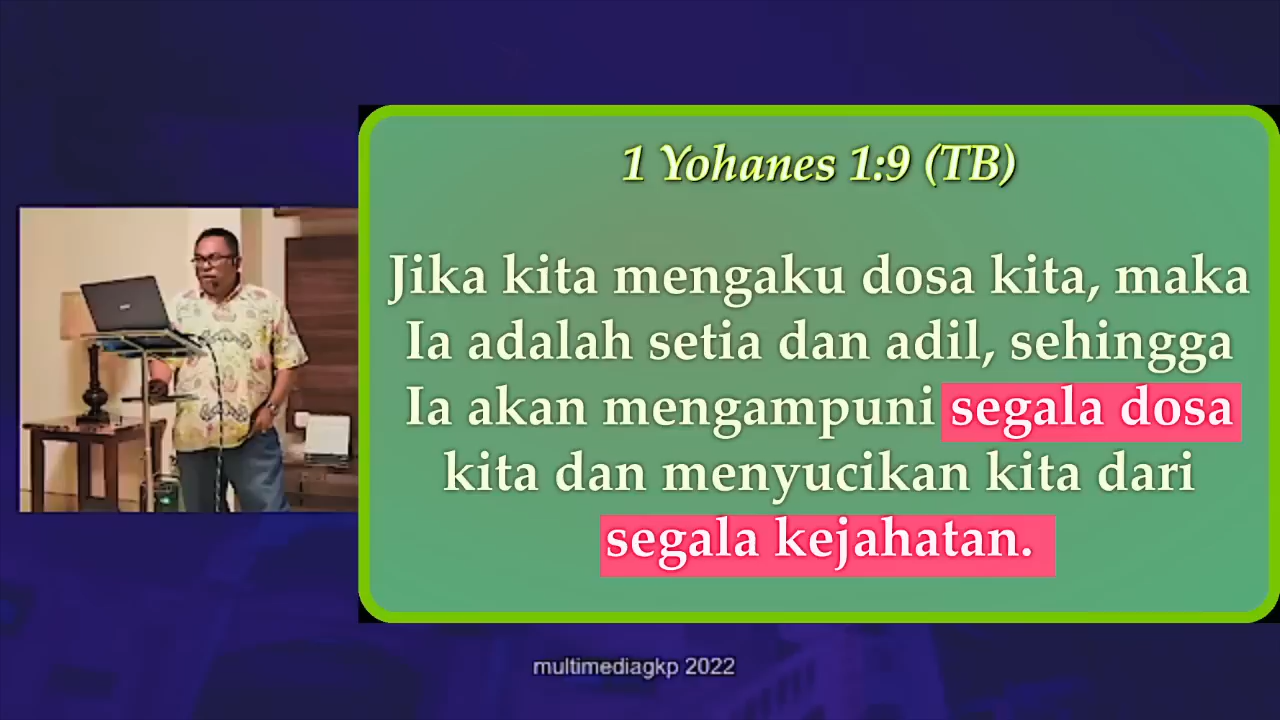 1 Yohanes 1:9 (TB)
Jika kita mengaku dosa kita, maka
Ia adalah setia dan adil, sehingga
Ia akan mengampuni segala dosa
kita dan menyucikan kita dari
segala kejahatan.
multimediagkp 2022